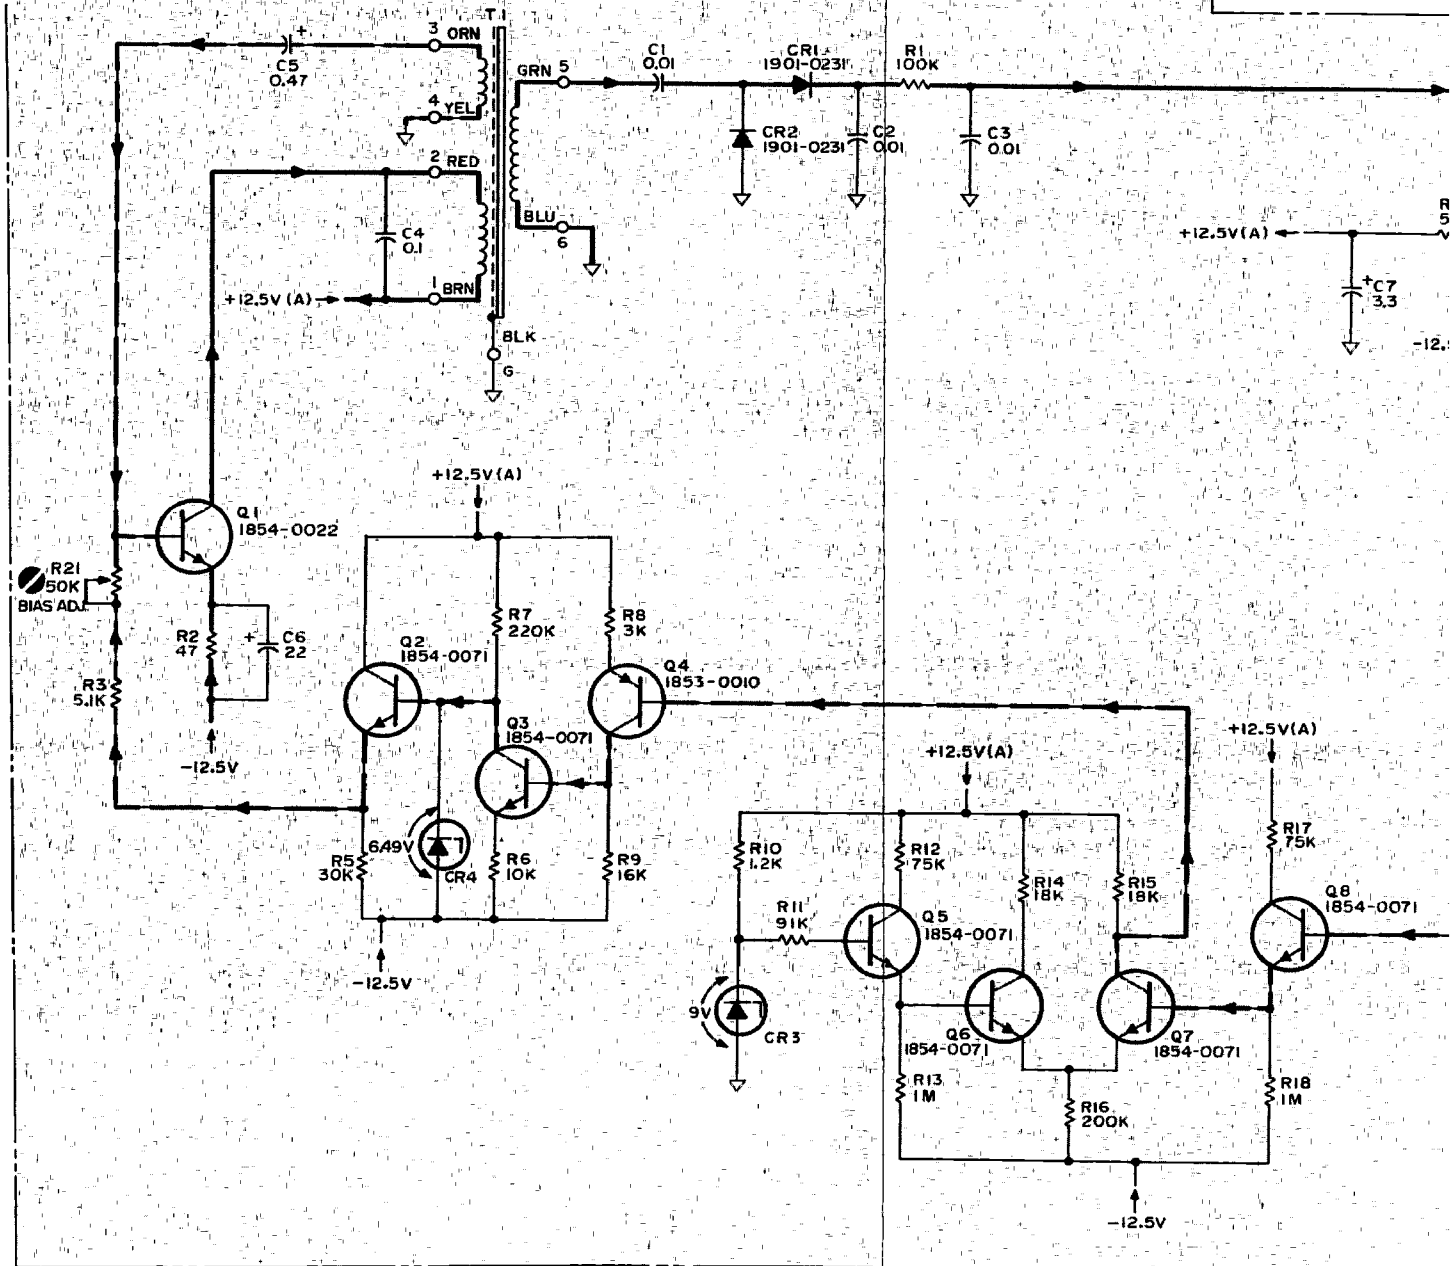 T
3 ORN
C5
0.47
+
4 YEL
2 RED
C4
0.1
+12.5V(A)
1 BRN
GRN 5
BLU
6
BLK
G
C1
0.01
CR1
1901-0231
R1
100K
CR2
1901-0231
C2
0.01
C3
0.01
+12.5V(A)
R
5
+
C7
3.3
-12.
Q1
1854-0022
R21
50K
BIAS ADJ.
R2
47
+
C6
22
R3
5.1K
-12.5V
+12.5V(A)
R7
220K
R8
3K
Q2
1854-0071
Q4
1853-0010
Q3
1854-0071
6.49V
CR4
R5
30K
R6
10K
R9
16K
-12.5V
+12.5V(A)
+12.5V(A)
R10
1.2K
R12
75K
R14
18K
R15
18K
R17
75K
R11
91K
Q5
1854-0071
Q8
1854-0071
9V
CR3
Q6
1854-0071
Q7
1854-0071
R13
1M
R16
200K
R18
1M
-12.5V